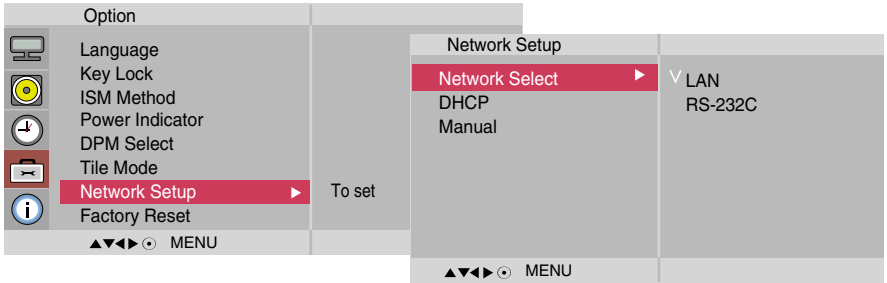 Option
Language
Key Lock
ISM Method
Power Indicator
DPM Select
Tile Mode
Network Setup ▶ To set
Factory Reset
▲▼◀▶⊙ MENU
Network Setup
Network Select ▶ ✓ LAN
DHCP RS-232C
Manual
▲▼◀▶⊙ MENU